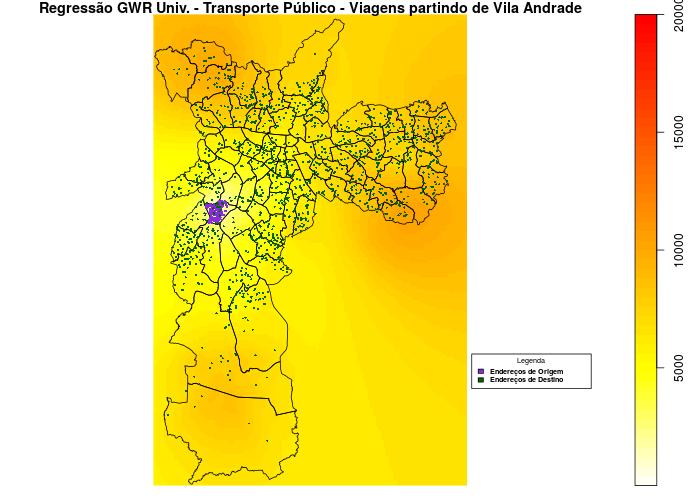 Regressão GWR Univ. - Transporte Público - Viagens partindo de Vila Andrade
20000
15000
10000
5000
Legenda
Endereços de Origem
Endereços de Destino